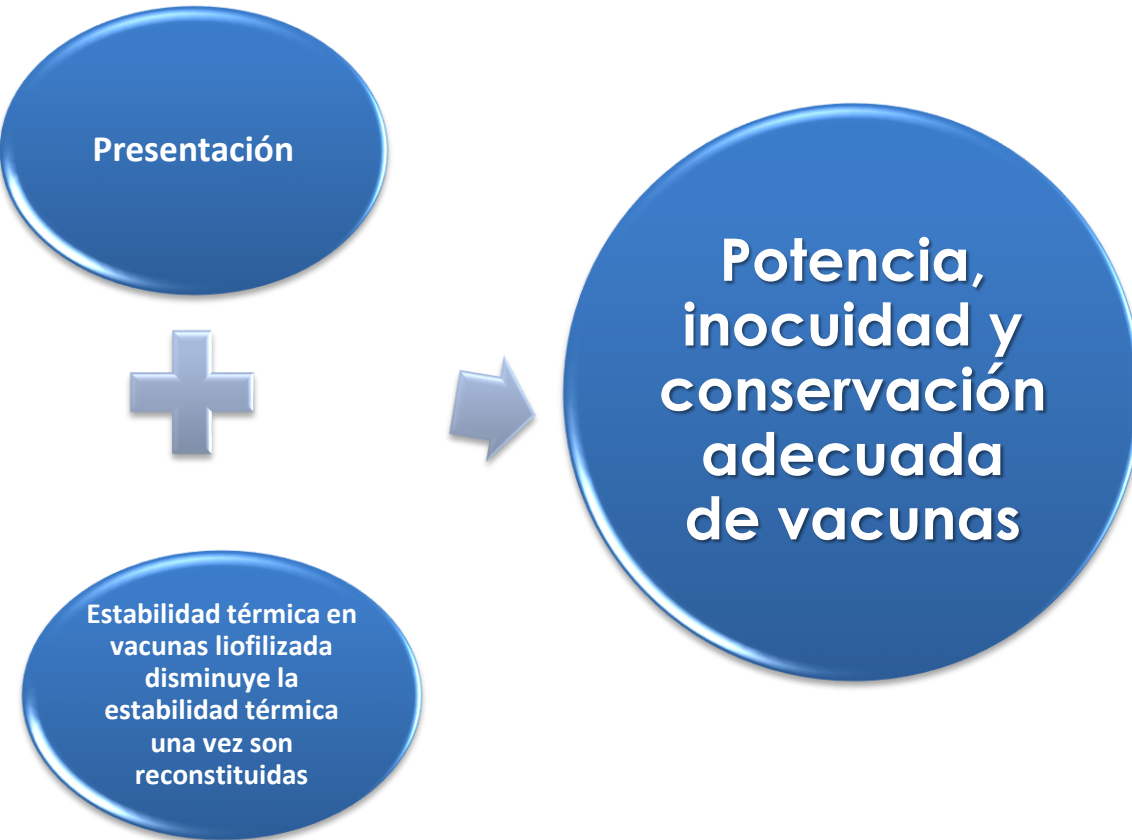 Presentación
Estabilidad térmica en
vacunas liofilizada
disminuye la
estabilidad térmica
una vez son
reconstituidas
Potencia,
inocuidad y
conservación
adecuada
de vacunas